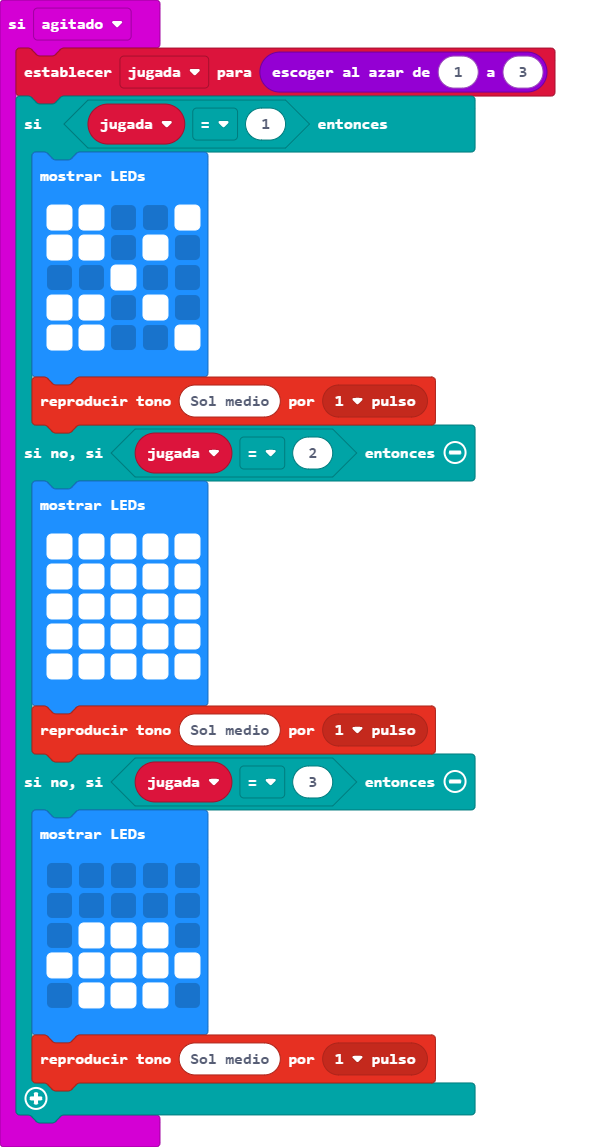 si agitado
establecer jugada para escoger al azar de 1 a 3
si jugada = 1 entonces
mostrar LEDs
reproducir tono Sol medio por 1 pulso
si no, si jugada = 2 entonces
mostrar LEDs
reproducir tono Sol medio por 1 pulso
si no, si jugada = 3 entonces
mostrar LEDs
reproducir tono Sol medio por 1 pulso